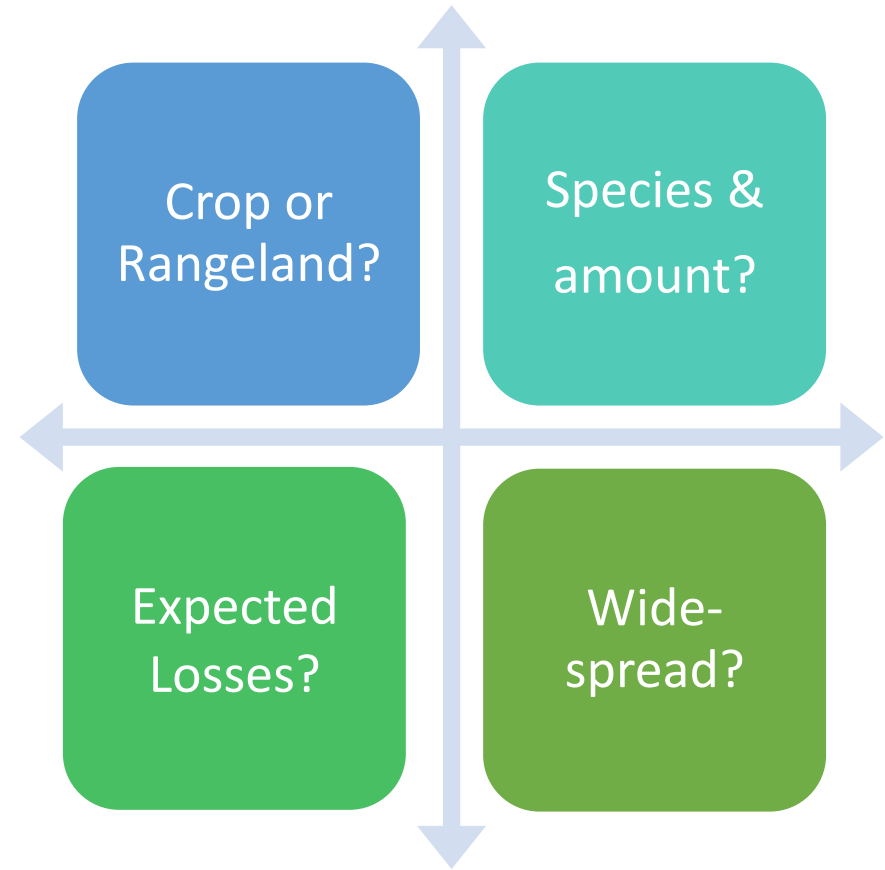 Crop or
Rangeland?
Species &
amount?
Expected
Losses?
Wide-
spread?